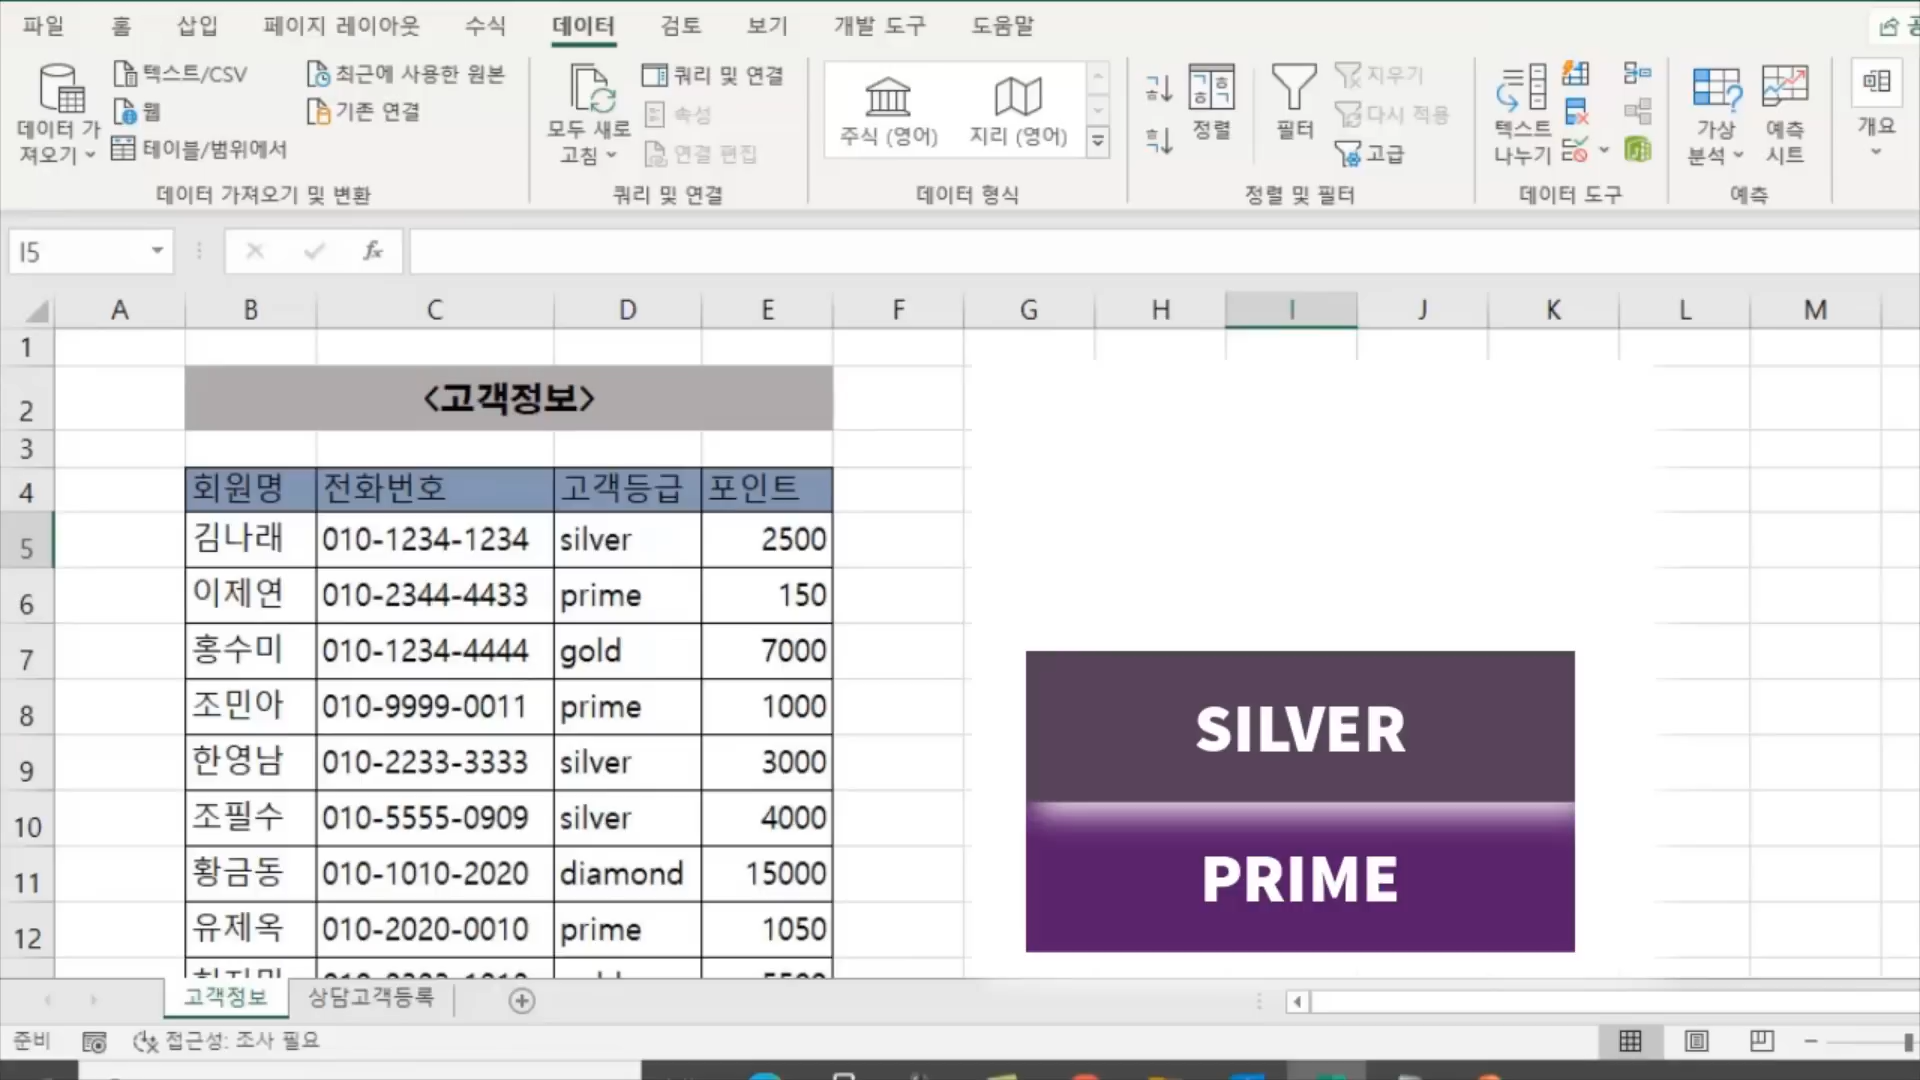 파일 홈 삽입 페이지 레이아웃 수식 데이터 검토 보기 개발 도구 도움말
데이터 가
져오기
텍스트/CSV
웹
테이블/범위에서
최근에 사용한 원본
기존 연결
데이터 가져오기 및 변환
모두 새로
고침
쿼리 및 연결
속성
연결 편집
쿼리 및 연결
주식 (영어) 지리 (영어)
데이터 형식
정렬
필터
지우기
다시 적용
고급
정렬 및 필터
텍스트
나누기
데이터 도구
가상
분석
예측
시트
예측
개요
I5
fx
A B C D E F G H I J K L M
1
2 <고객정보>
3
4 회원명 전화번호 고객등급 포인트
5 김나래 010-1234-1234 silver 2500
6 이제연 010-2344-4433 prime 150
7 홍수미 010-1234-4444 gold 7000
8 조민아 010-9999-0011 prime 1000
9 한영남 010-2233-3333 silver 3000
10 조필수 010-5555-0909 silver 4000
11 황금동 010-1010-2020 diamond 15000
12 유제옥 010-2020-0010 prime 1050
SILVER
PRIME
고객정보 상담고객등록
준비 접근성: 조사 필요